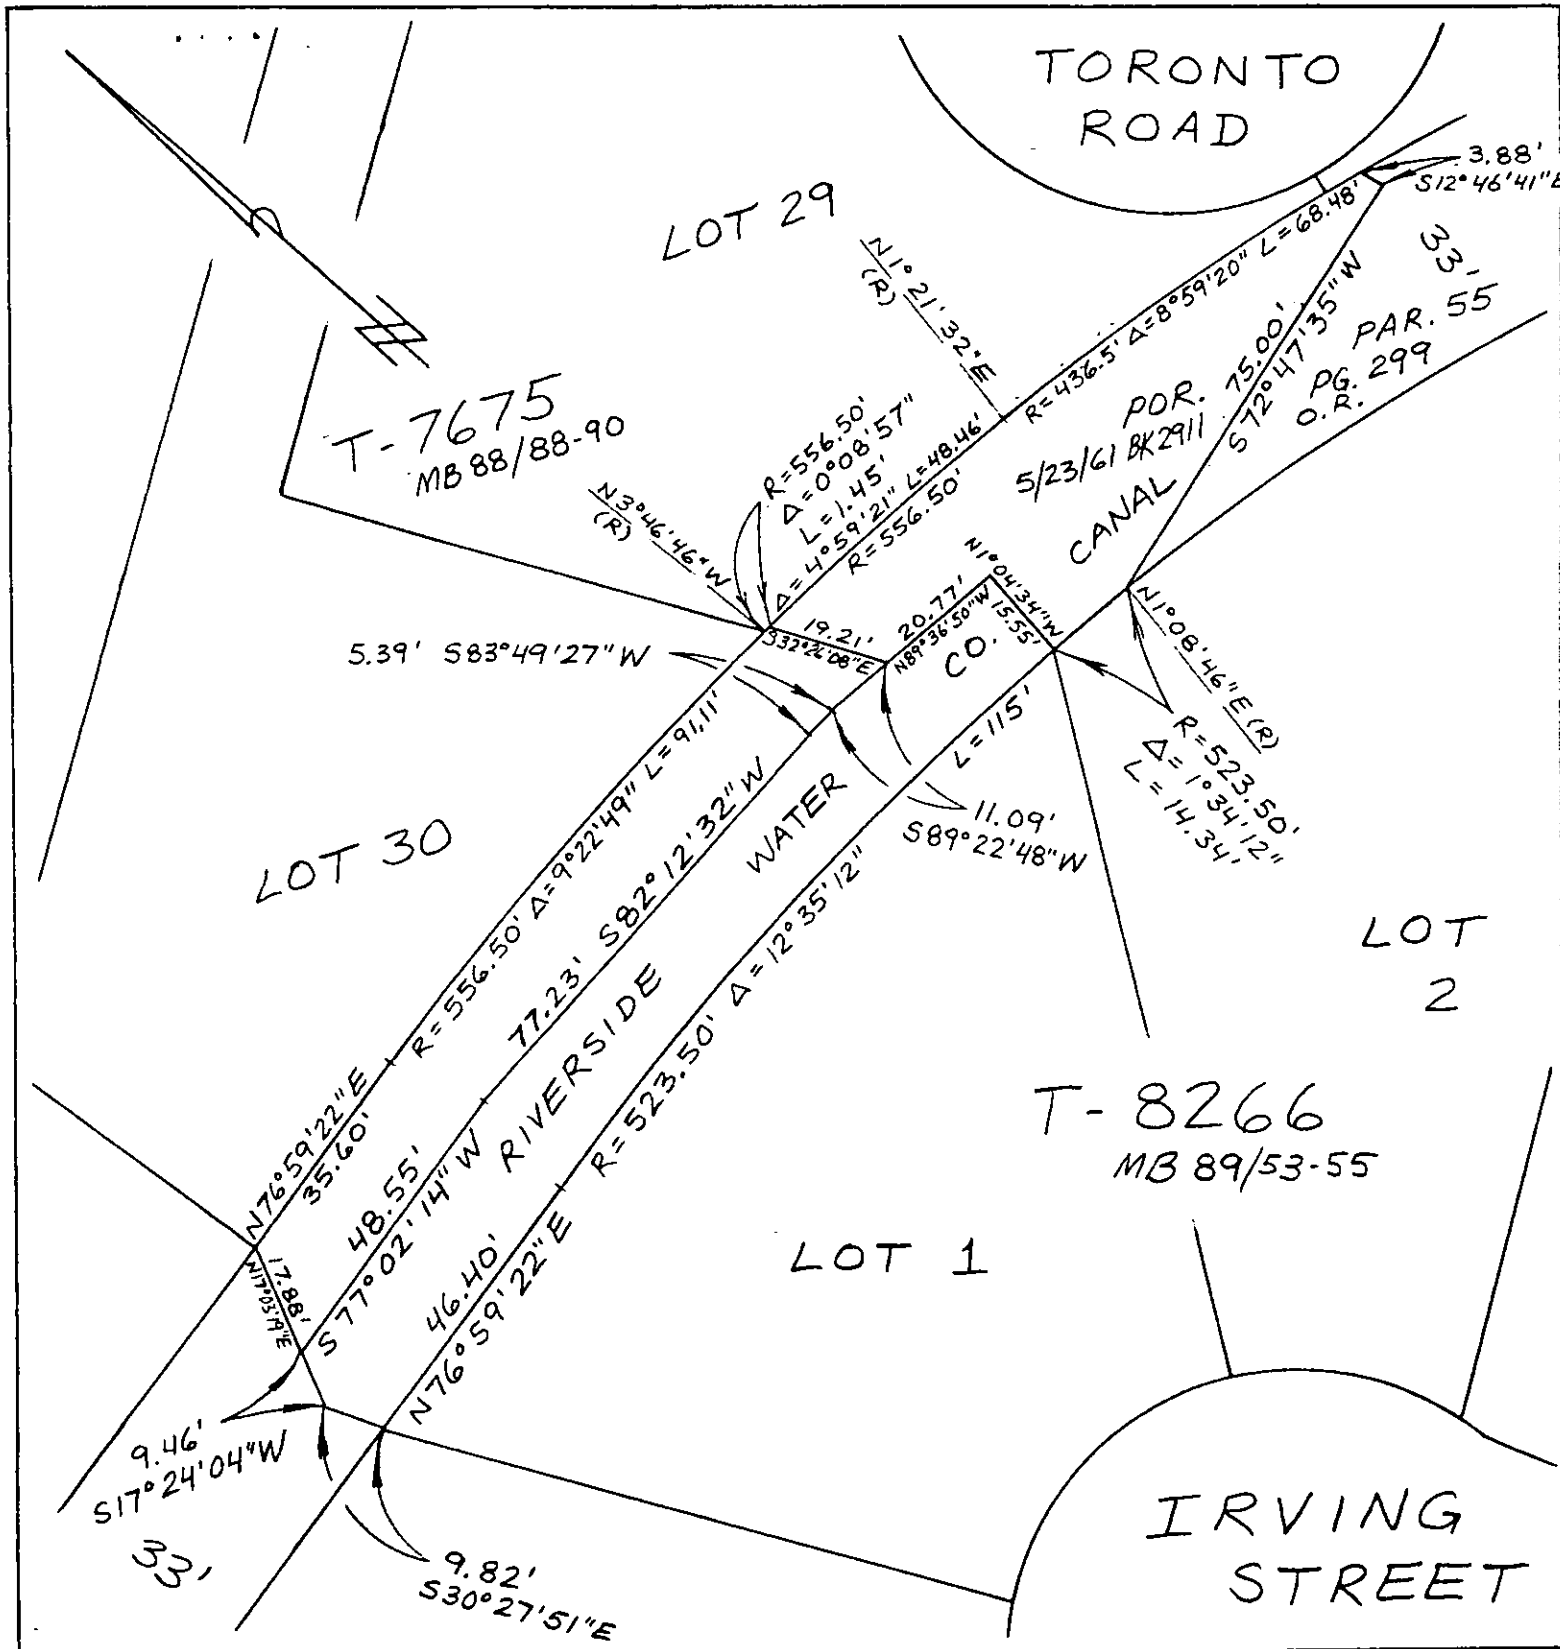 TORONTO
ROAD
3.88'
S12°46'41"E
LOT 29
N1°21'32"E
(R)
R=436.5' Δ=8°59'20" L=68.48'
33'
75.00'
S72°47'35"W
POR.
5/23/61 BK2911
PAR. 55
PG. 299
O.R.
T-7675
MB 88/88-90
R=556.50'
Δ=0°08'57"
L=1.45'
Δ=4°59'21" L=48.46'
R=556.50'
CANAL
N3°46'46"W
(R)
N1°04'34"W
15.55'
20.77'
N89°36'50"W
19.21'
S32°26'08"E
CO.
5.39' S83°49'27"W
N1°08'46"E(R)
R=523.50'
Δ=1°34'12"
L=14.34'
L=115'
11.09'
S89°22'48"W
WATER
LOT 30
R=556.50' Δ=9°22'49" L=91.11'
77.23' S82°12'32"W
RIVERSIDE
R=523.50' Δ=12°35'12"
LOT
2
T-8266
MB 89/53-55
N76°59'22"E
35.60'
48.55'
S77°02'14"W
46.40'
N76°59'22"E
LOT 1
17.88'
N17°03'19"E
9.46'
S17°24'04"W
33'
9.82'
S30°27'51"E
IRVING
STREET